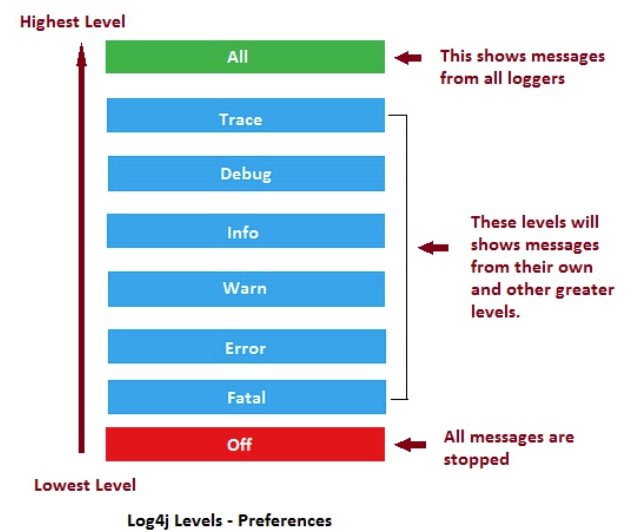 Highest Level
All
This shows messages
from all loggers
Trace
Debug
Info
Warn
Error
Fatal
These levels will
shows messages
from their own
and other greater
levels.
Off
All messages are
stopped
Lowest Level
Log4j Levels - Preferences